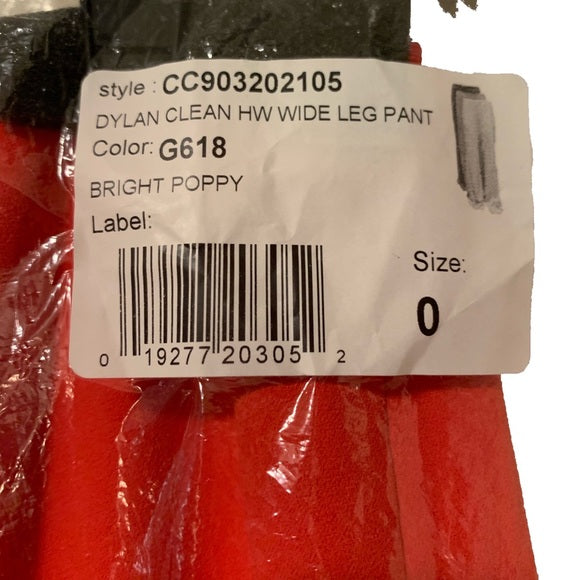 style : CC903202105
DYLAN CLEAN HW WIDE LEG PANT
Color: G618
BRIGHT POPPY
Label:
Size:
0
0 19277 20305 2